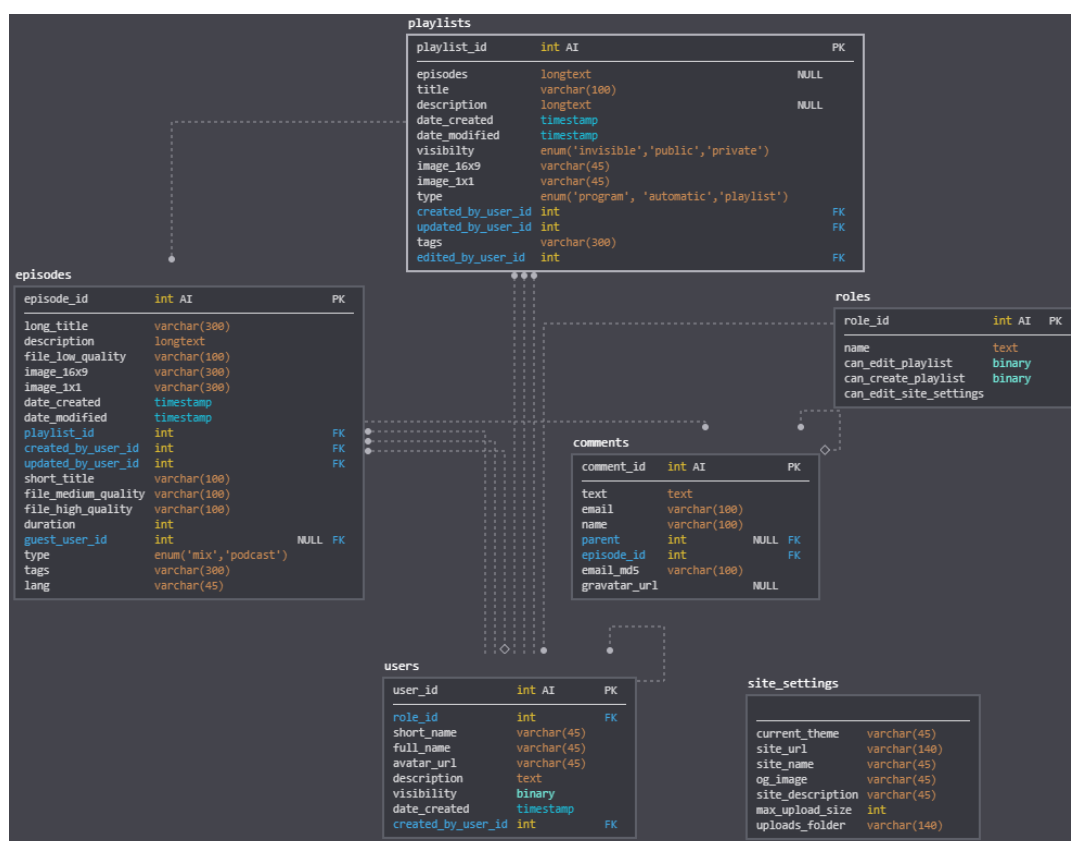 playlists
playlist_id int AI PK
episodes longtext NULL
title varchar(100)
description longtext NULL
date_created timestamp
date_modified timestamp
visibilty enum('invisible','public','private')
image_16x9 varchar(45)
image_1x1 varchar(45)
type enum('program', 'automatic','playlist')
created_by_user_id int FK
updated_by_user_id int FK
tags varchar(300)
edited_by_user_id int FK
episodes
episode_id int AI PK
long_title varchar(300)
description longtext
file_low_quality varchar(100)
image_16x9 varchar(300)
image_1x1 varchar(300)
date_created timestamp
date_modified timestamp
playlist_id int FK
created_by_user_id int FK
updated_by_user_id int FK
short_title varchar(100)
file_medium_quality varchar(100)
file_high_quality varchar(100)
duration int
guest_user_id int NULL FK
type enum('mix','podcast')
tags varchar(300)
lang varchar(45)
roles
role_id int AI PK
name text
can_edit_playlist binary
can_create_playlist binary
can_edit_site_settings
comments
comment_id int AI PK
text text
email varchar(100)
name varchar(100)
parent int NULL FK
episode_id int FK
email_md5 varchar(100)
gravatar_url NULL
users
user_id int AI PK
role_id int FK
short_name varchar(45)
full_name varchar(45)
avatar_url varchar(45)
description text
visibility binary
date_created timestamp
created_by_user_id int FK
site_settings
current_theme varchar(45)
site_url varchar(140)
site_name varchar(45)
og_image varchar(45)
site_description varchar(45)
max_upload_size int
uploads_folder varchar(140)